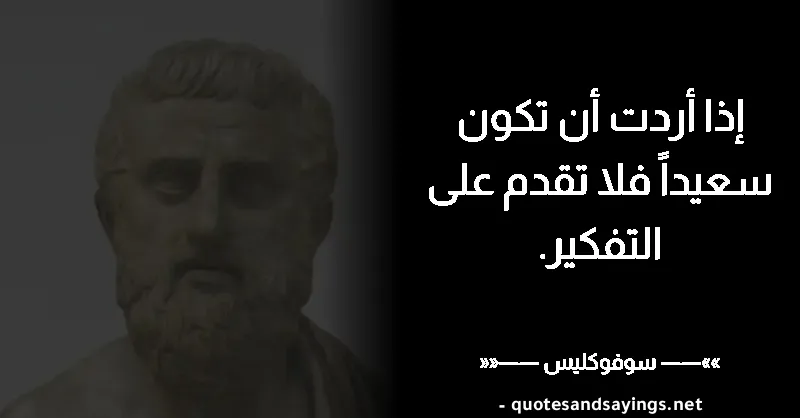 إذا أردت أن تكون
سعيداً فلا تقدم على
التفكير.
«»—— سوفوكليس ——»»
- quotesandsayings.net